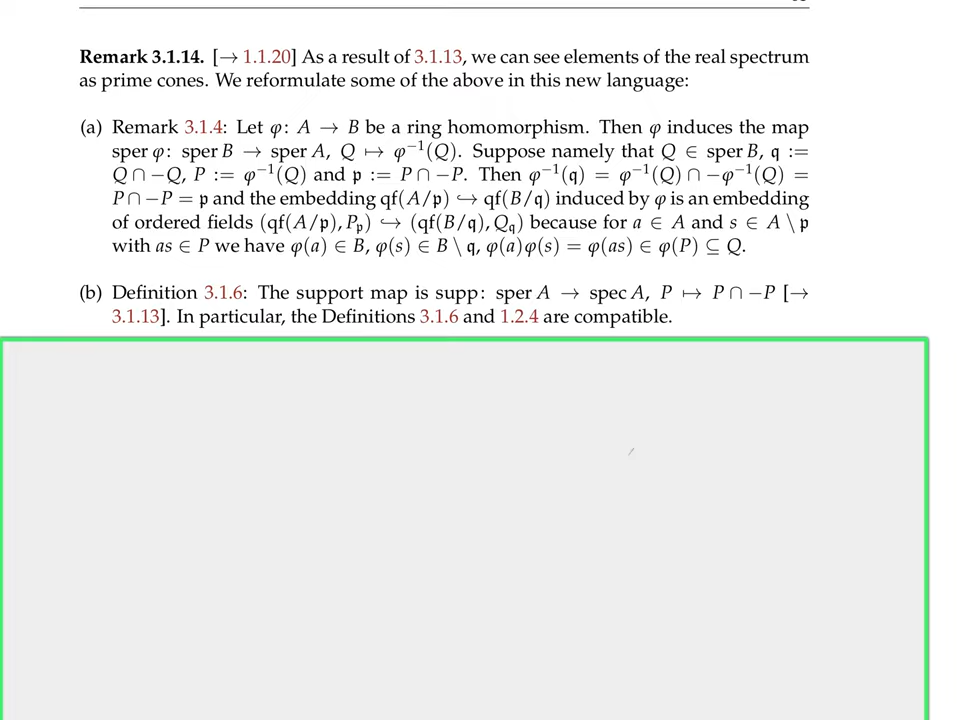 Remark 3.1.14. [→ 1.1.20] As a result of 3.1.13, we can see elements of the real spectrum
as prime cones. We reformulate some of the above in this new language:
(a) Remark 3.1.4: Let φ: A → B be a ring homomorphism. Then φ induces the map
sper φ: sper B → sper A, Q ↦ φ⁻¹(Q). Suppose namely that Q ∈ sper B, 𝔮 :=
Q ∩ −Q, P := φ⁻¹(Q) and 𝔭 := P ∩ −P. Then φ⁻¹(𝔮) = φ⁻¹(Q) ∩ −φ⁻¹(Q) =
P ∩ −P = 𝔭 and the embedding qf(A/𝔭) ↪ qf(B/𝔮) induced by φ is an embedding
of ordered fields (qf(A/𝔭), P_𝔭) ↪ (qf(B/𝔮), Q_𝔮) because for a ∈ A and s ∈ A \ 𝔭
with as ∈ P we have φ(a) ∈ B, φ(s) ∈ B \ 𝔮, φ(a)φ(s) = φ(as) ∈ φ(P) ⊆ Q.
(b) Definition 3.1.6: The support map is supp: sper A → spec A, P ↦ P ∩ −P [→
3.1.13]. In particular, the Definitions 3.1.6 and 1.2.4 are compatible.